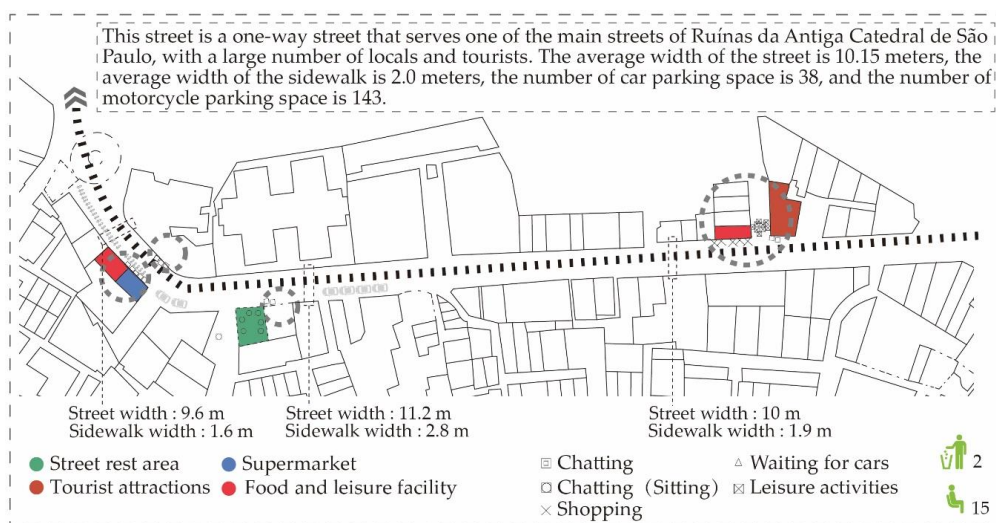 This street is a one-way street that serves one of the main streets of Ruínas da Antiga Catedral de São
Paulo, with a large number of locals and tourists. The average width of the street is 10.15 meters, the
average width of the sidewalk is 2.0 meters, the number of car parking space is 38, and the number of
motorcycle parking space is 143.
Street width : 9.6 m
Sidewalk width : 1.6 m
Street width : 11.2 m
Sidewalk width : 2.8 m
Street width : 10 m
Sidewalk width : 1.9 m
Street rest area
Supermarket
Tourist attractions
Food and leisure facility
Chatting
Waiting for cars
Chatting (Sitting)
Leisure activities
Shopping
2
15